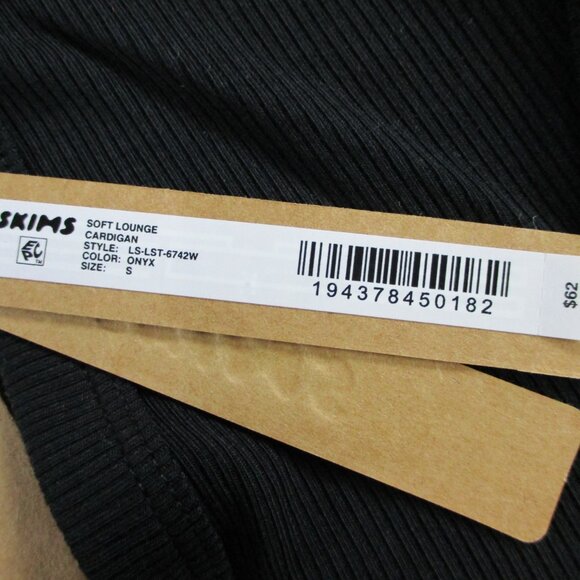 SKIMS
SOFT LOUNGE
CARDIGAN
STYLE: LS-LST-6742W
COLOR: ONYX
SIZE: S
194378450182
$62